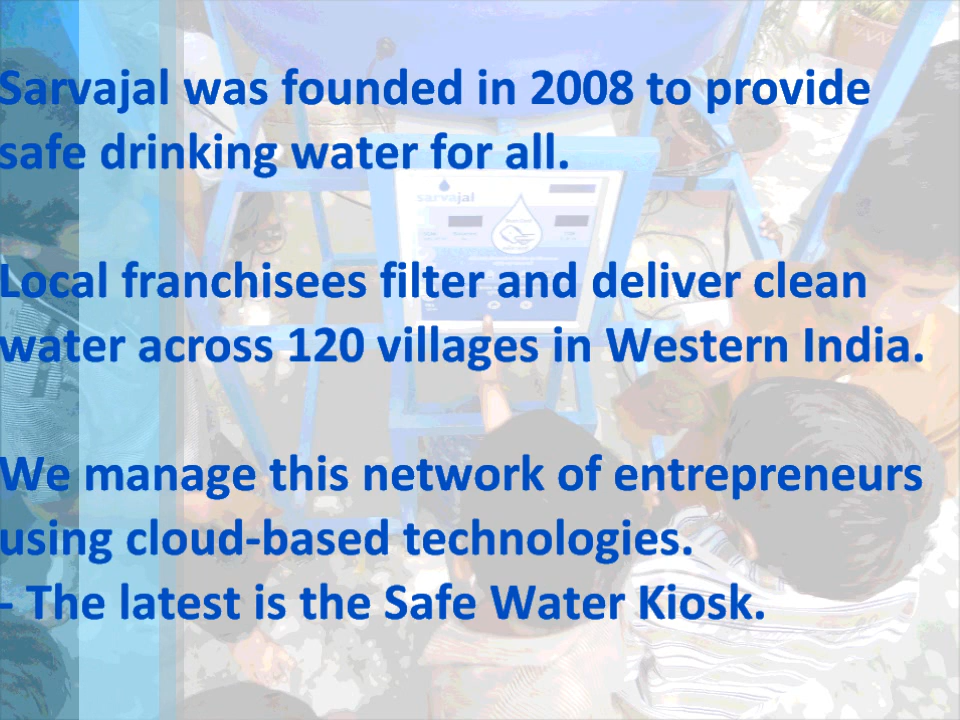 Sarvajal was founded in 2008 to provide
safe drinking water for all.
Local franchisees filter and deliver clean
water across 120 villages in Western India.
We manage this network of entrepreneurs
using cloud-based technologies.
- The latest is the Safe Water Kiosk.
sarvajal